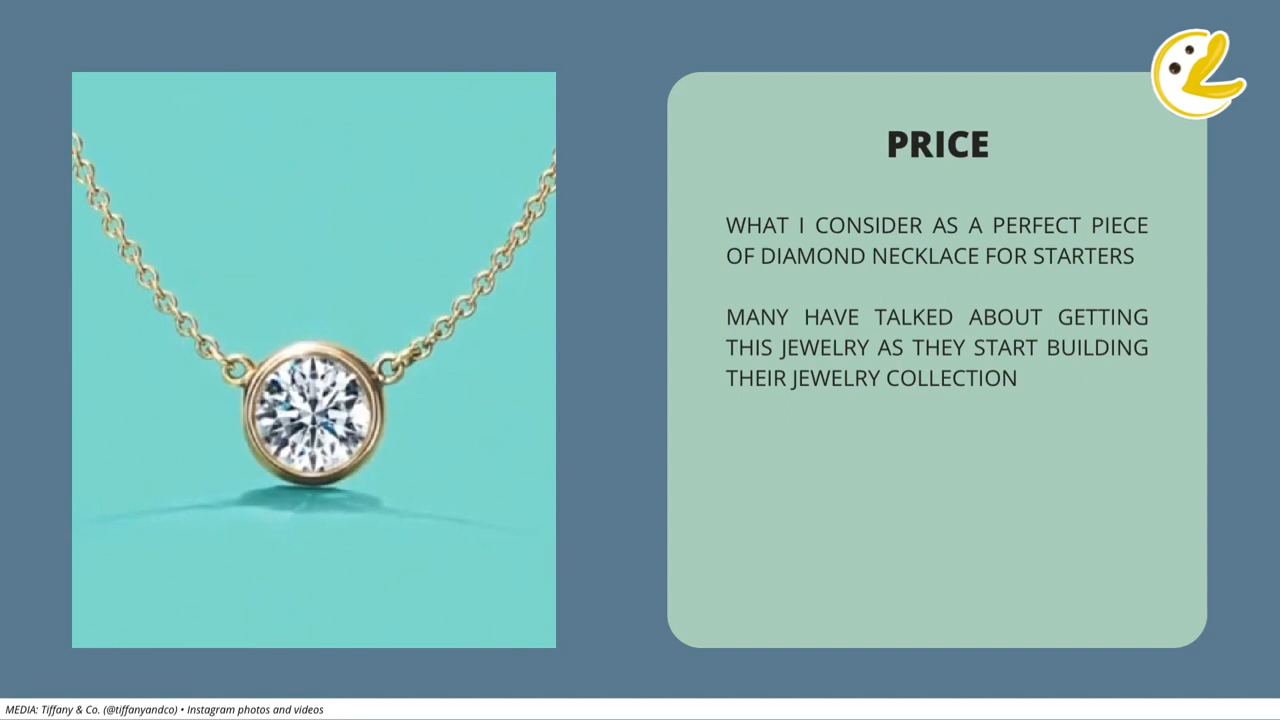 PRICE
WHAT I CONSIDER AS A PERFECT PIECE
OF DIAMOND NECKLACE FOR STARTERS
MANY HAVE TALKED ABOUT GETTING
THIS JEWELRY AS THEY START BUILDING
THEIR JEWELRY COLLECTION
MEDIA: Tiffany & Co. (@tiffanyandco) • Instagram photos and videos